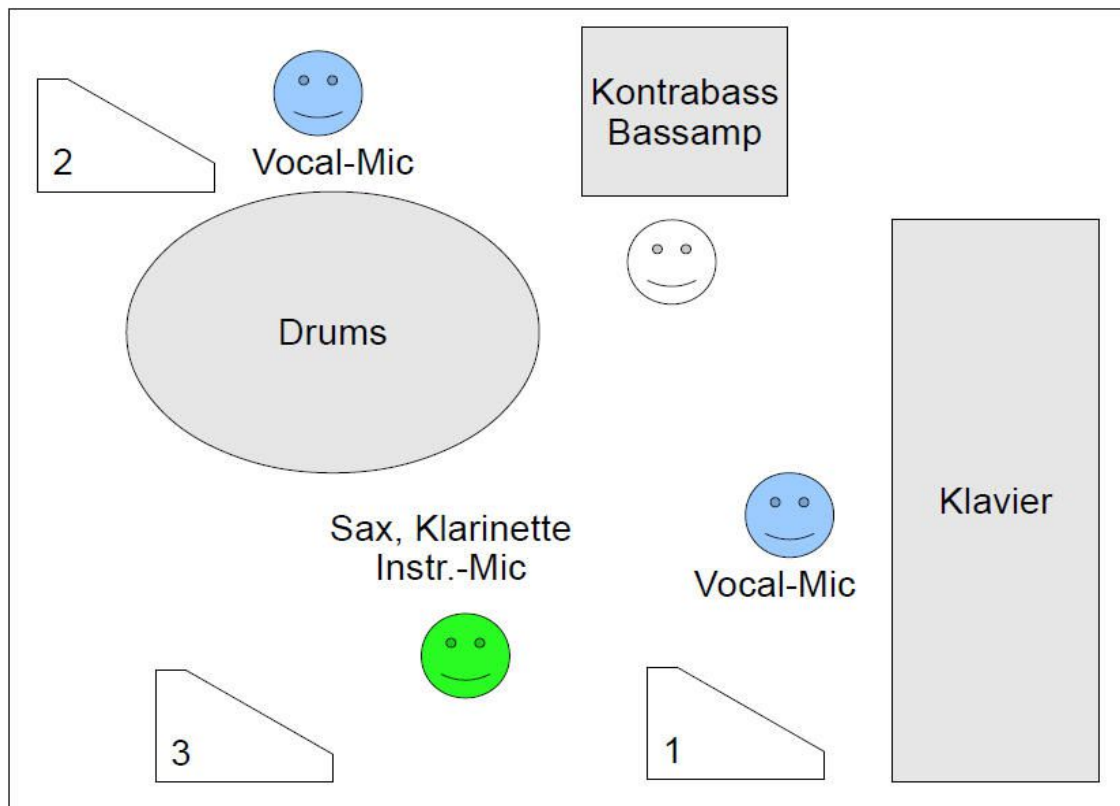 Kontrabass
Bassamp
2
Vocal-Mic
Drums
Klavier
Sax, Klarinette
Instr.-Mic
Vocal-Mic
3
1